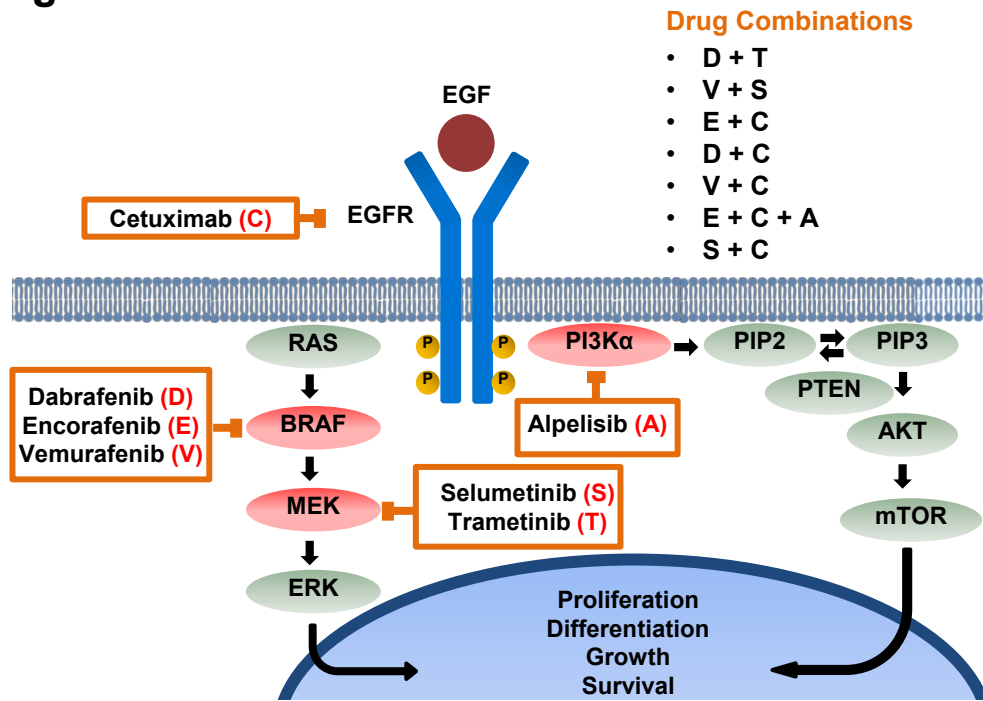 Drug Combinations
• D + T
• V + S
• E + C
• D + C
• V + C
• E + C + A
• S + C
EGF
Cetuximab (C)
EGFR
RAS
P
P
P
P
PI3Kα
PIP2
PIP3
PTEN
Dabrafenib (D)
Encorafenib (E)
Vemurafenib (V)
BRAF
Alpelisib (A)
AKT
MEK
Selumetinib (S)
Trametinib (T)
mTOR
ERK
Proliferation
Differentiation
Growth
Survival